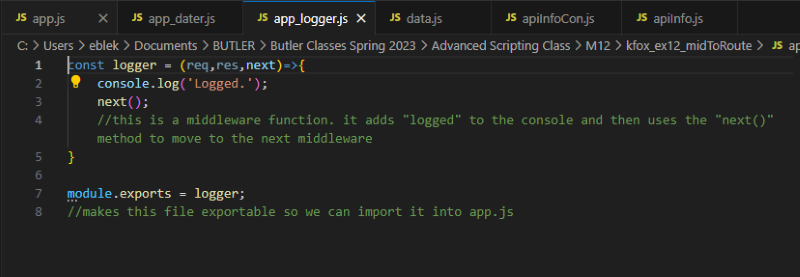 JS app.js
JS app_dater.js
JS app_logger.js ×
JS data.js
JS apiInfoCon.js
JS apiInfo.js
C: > Users > eblek > Documents > BUTLER > Butler Classes Spring 2023 > Advanced Scripting Class > M12 > kfox_ex12_midToRoute > JS ap
1 const logger = (req,res,next)=>{
2 console.log('Logged.');
3 next();
4 //this is a middleware function. it adds "logged" to the console and then uses the "next()"
method to move to the next middleware
5 }
6
7 module.exports = logger;
8 //makes this file exportable so we can import it into app.js